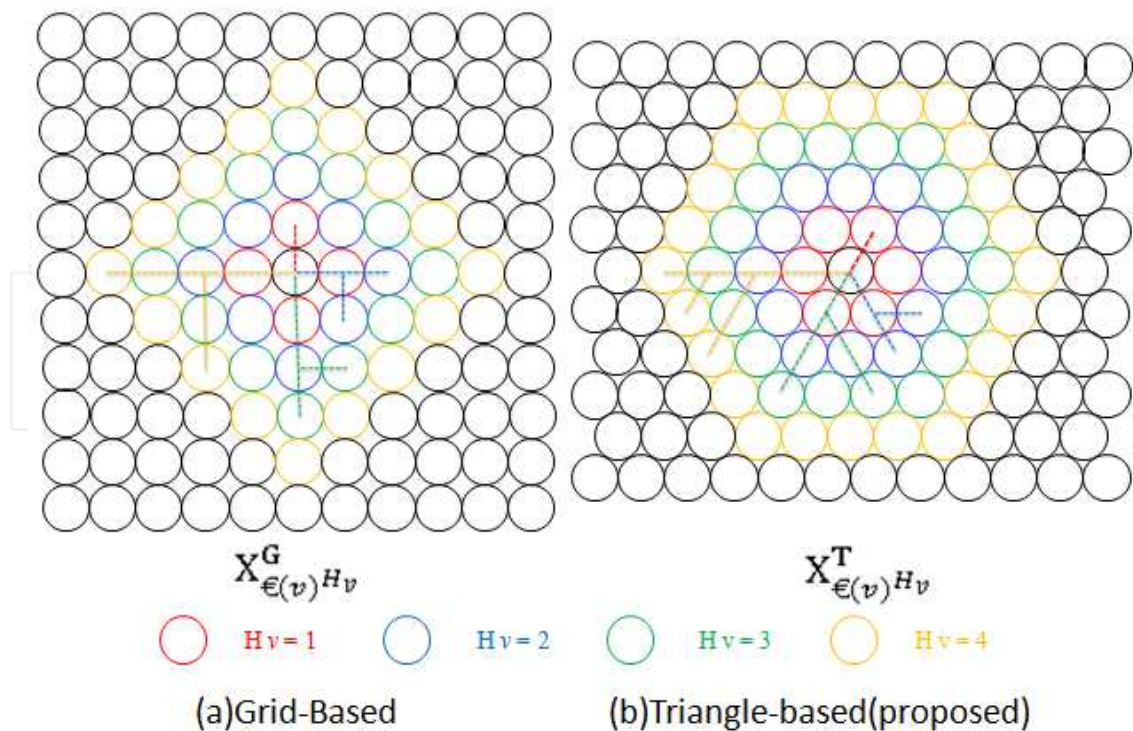 X^G_€(v)^H_v X^T_€(v)^H_v
H v = 1 H v = 2 H v = 3 H v = 4
(a)Grid-Based (b)Triangle-based(proposed)